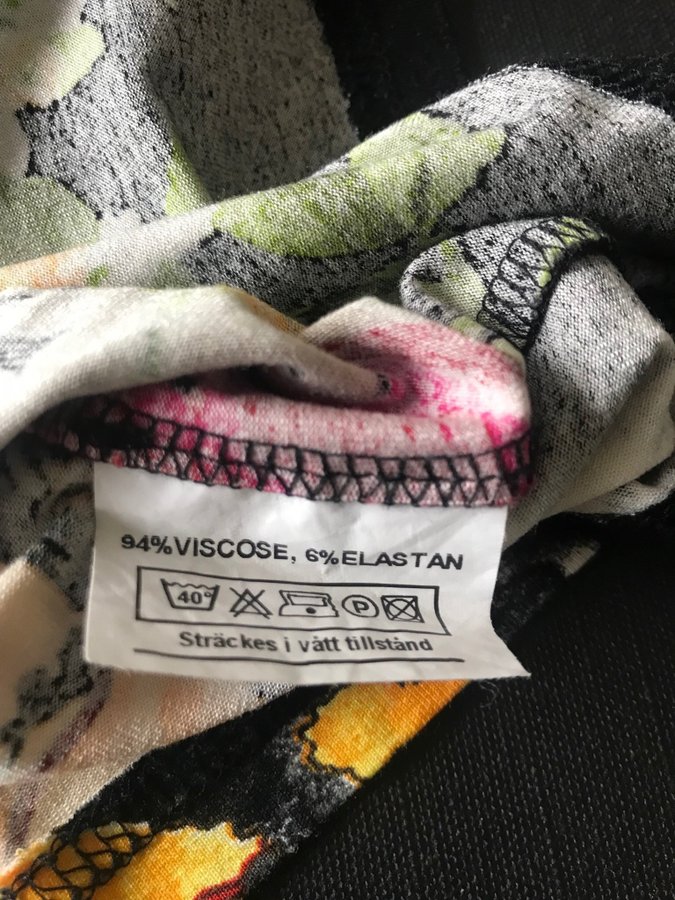 94%VISCOSE, 6%ELASTAN
40° P
Sträckes i vått tillstånd